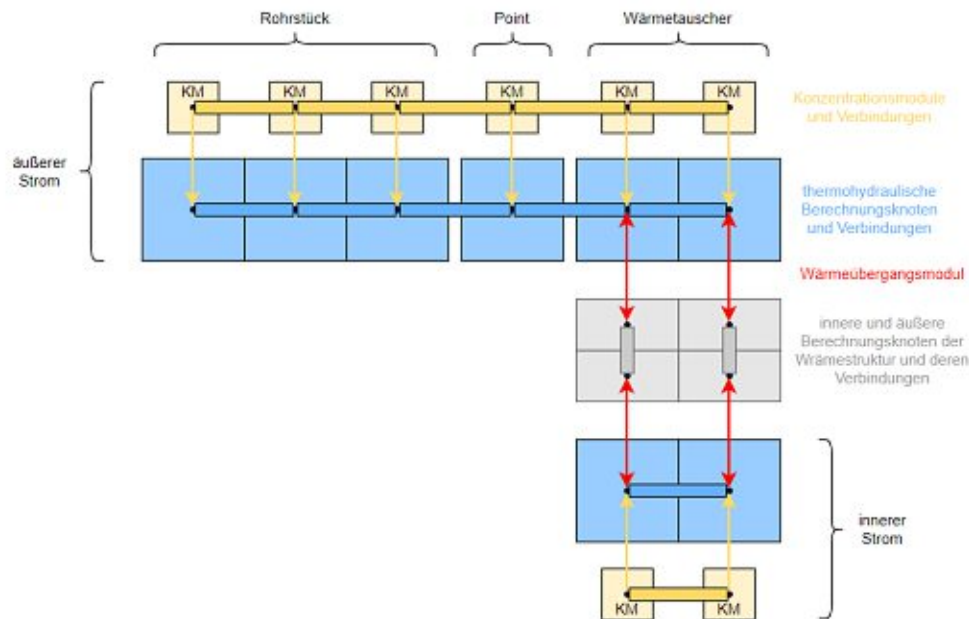 Rohrstück
Point
Wärmetauscher
KM KM KM KM KM KM
Konzentrationsmodule
und Verbindungen
äußerer
Strom
thermohydraulische
Berechnungsknoten
und Verbindungen
Wärmeübergangsmodul
innere und äußere
Berechnungsknoten der
Wrämestruktur und deren
Verbindungen
innerer
Strom
KM KM